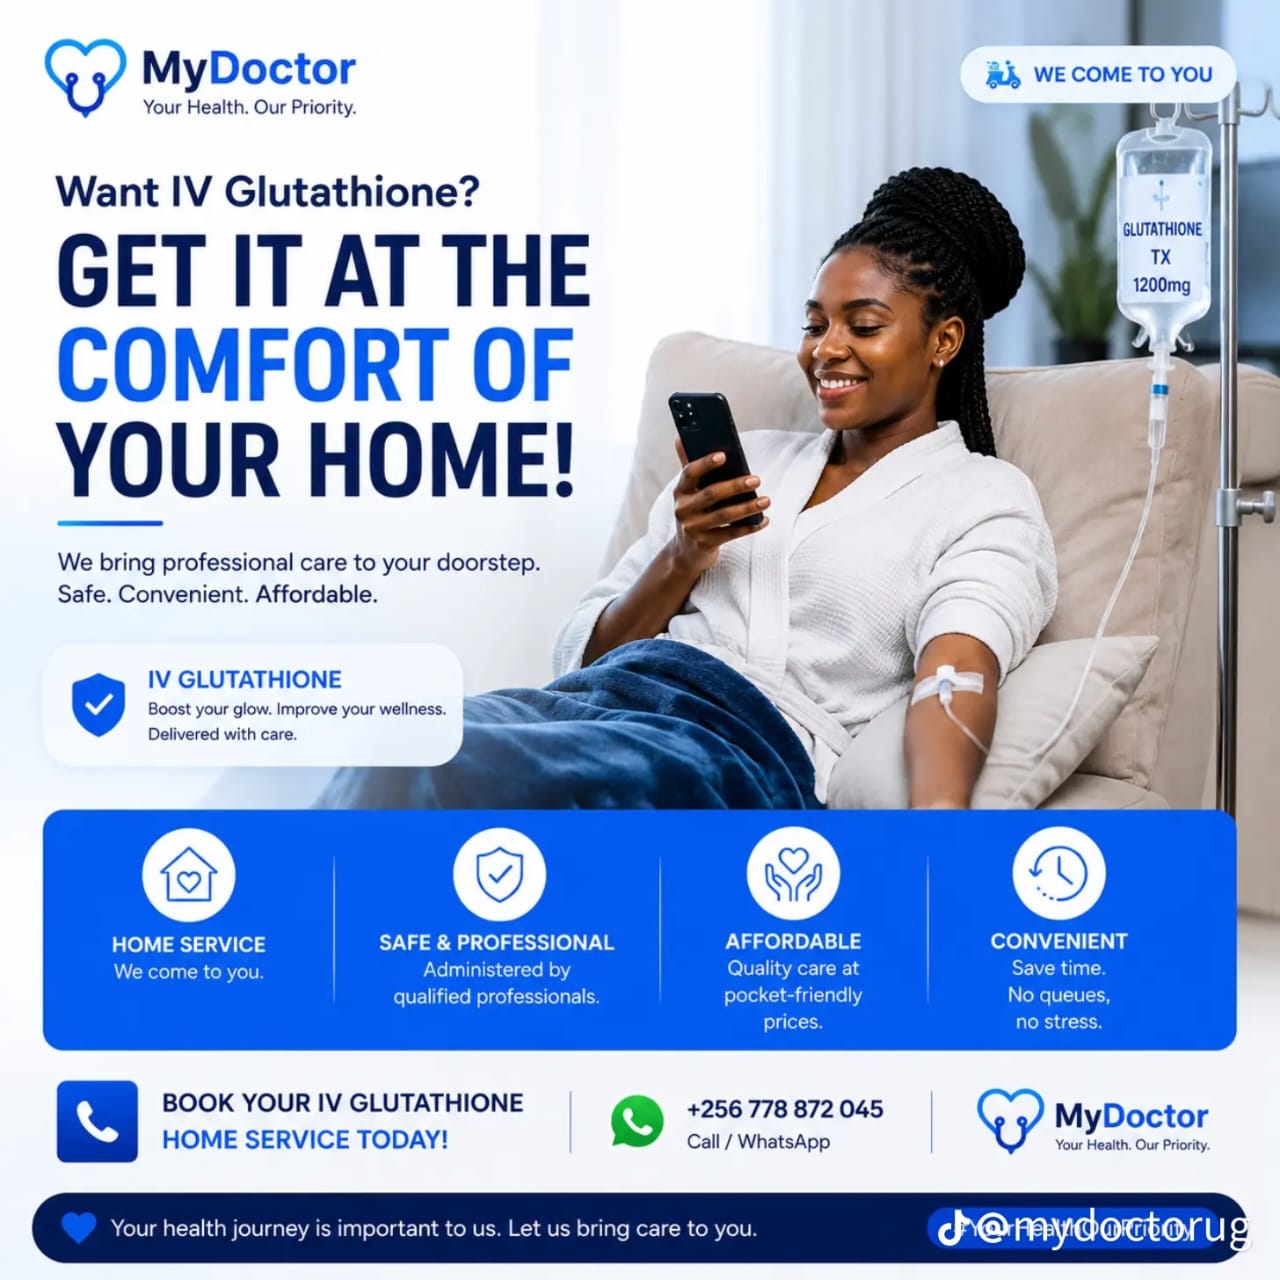 MyDoctor
Your Health. Our Priority.
WE COME TO YOU
Want IV Glutathione?
GET IT AT THE
COMFORT OF
YOUR HOME!
We bring professional care to your doorstep.
Safe. Convenient. Affordable.
IV GLUTATHIONE
Boost your glow. Improve your wellness.
Delivered with care.
GLUTATHIONE
TX
1200mg
HOME SERVICE
We come to you.
SAFE & PROFESSIONAL
Administered by
qualified professionals.
AFFORDABLE
Quality care at
pocket-friendly
prices.
CONVENIENT
Save time.
No queues,
no stress.
BOOK YOUR IV GLUTATHIONE
HOME SERVICE TODAY!
+256 778 872 045
Call / WhatsApp
MyDoctor
Your Health. Our Priority.
Your health journey is important to us. Let us bring care to you.
@mydoctorug